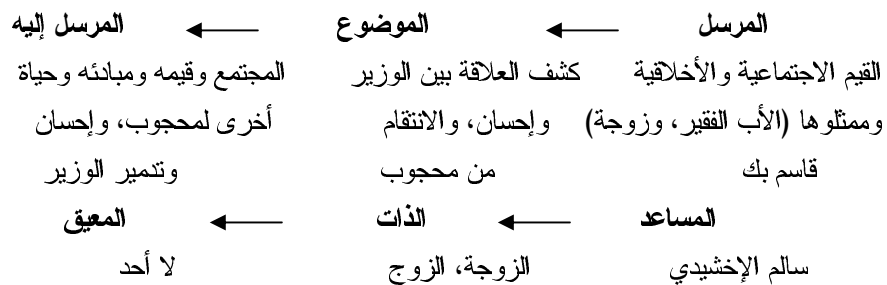 المرسل الموضوع المرسل إليه
القيم الاجتماعية والأخلاقية كشف العلاقة بين الوزير المجتمع وقيمه ومبادئه وحياة
وممثلوها (الأب الفقير، وزوجة) وإحسان، والانتقام أخرى لمحجوب، وإحسان
قاسم بك من محجوب وتدمير الوزير
المساعد الذات المعيق
سالم الإخشيدي الزوجة، الزوج لا أحد